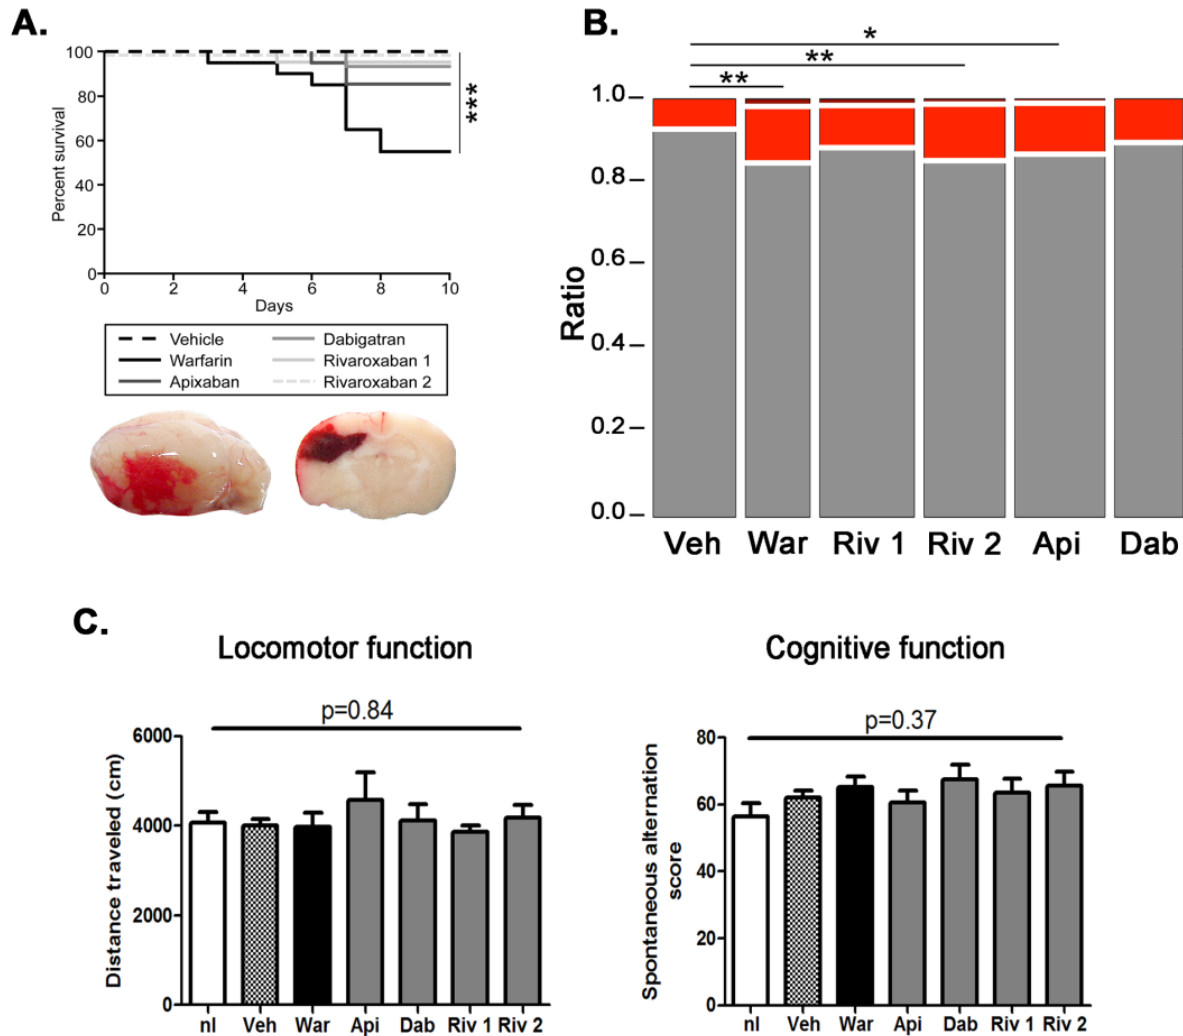 A.
100
80
60
40
20
0
Percent survival
0 2 4 6 8 10
Days
***
Vehicle
Warfarin
Apixaban
Dabigatran
Rivaroxaban 1
Rivaroxaban 2
B.
*
**
**
1.0
0.8
0.6
0.4
0.2
0.0
Ratio
Veh War Riv 1 Riv 2 Api Dab
C.
Locomotor function
p=0.84
6000
4000
2000
0
Distance traveled (cm)
nl Veh War Api Dab Riv 1 Riv 2
Cognitive function
p=0.37
80
60
40
20
0
Spontaneous alternation
score
nl Veh War Api Dab Riv 1 Riv 2